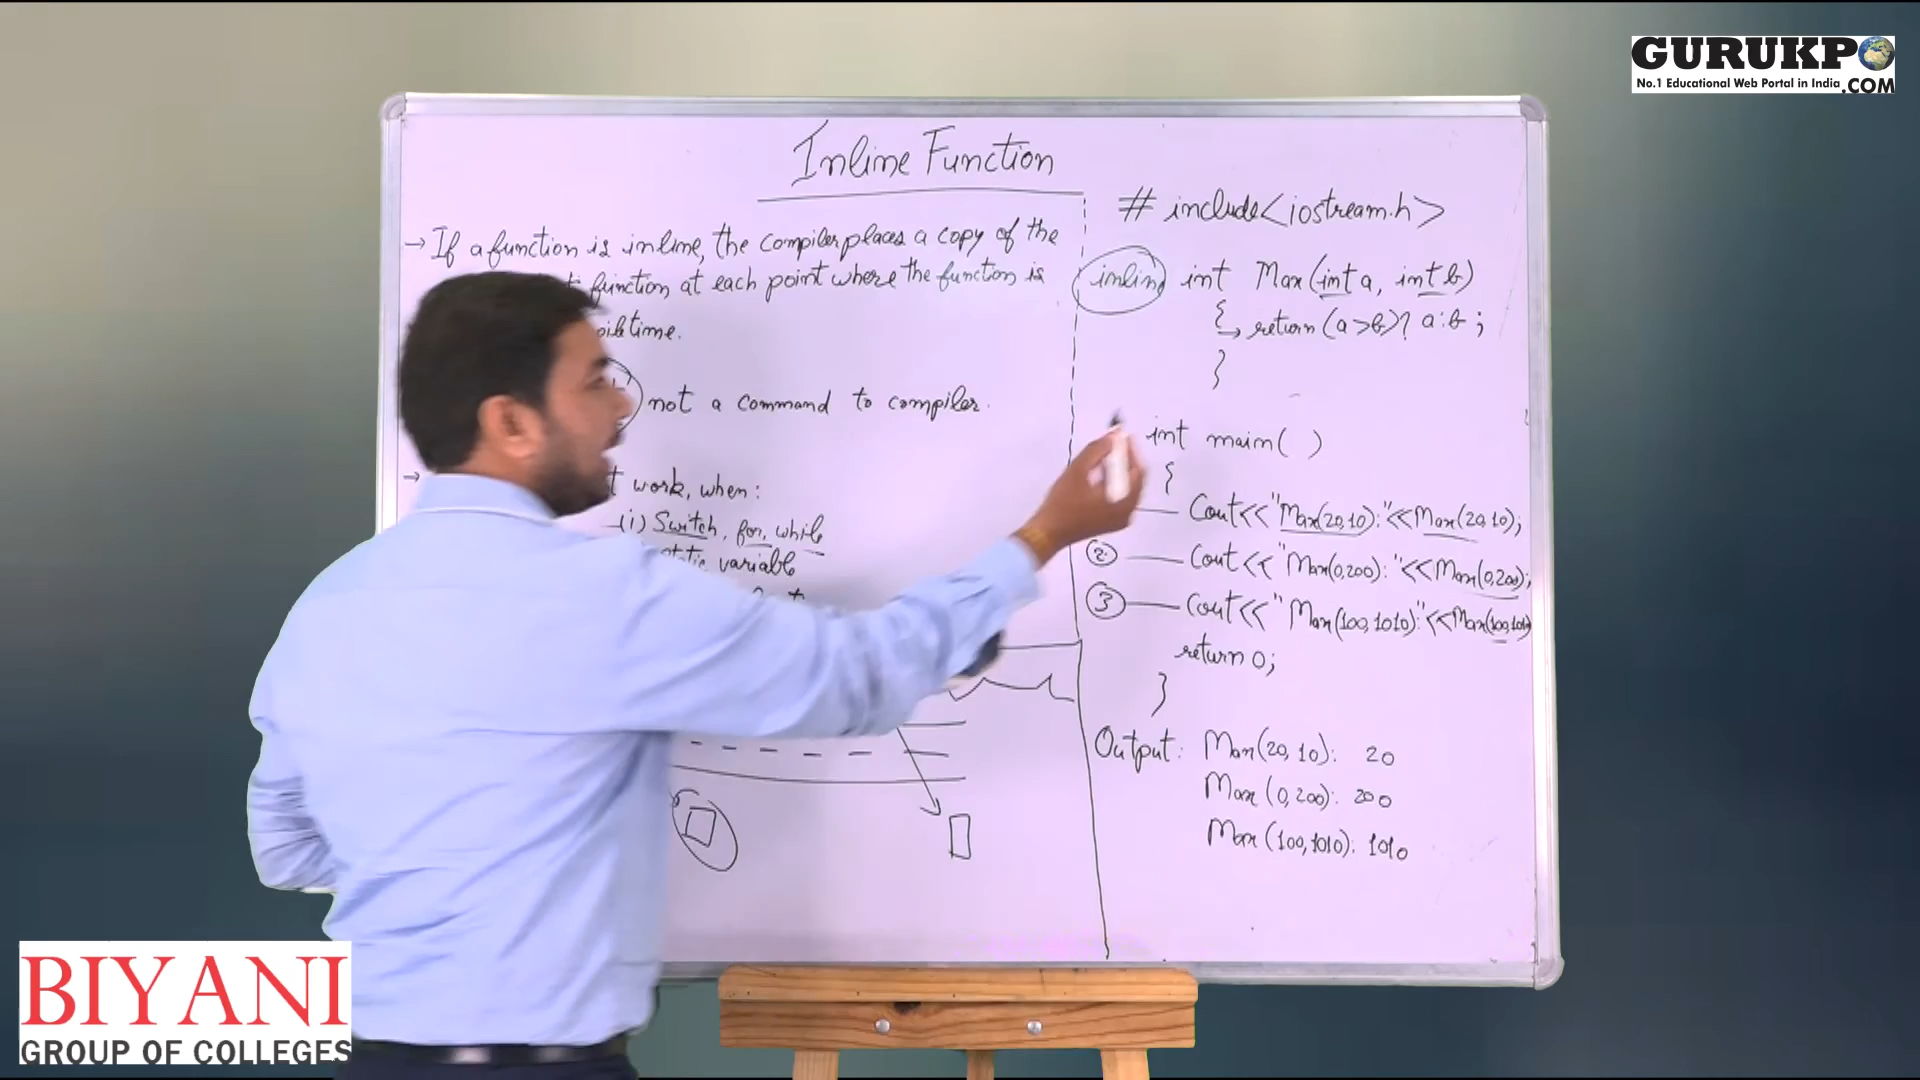 GURUKPO
No.1 Educational Web Portal in India .COM
Inline Function
→ If a function is inline, the compiler places a copy of the
function at each point where the function is
time.
not a command to compiler.
→
work, when:
(i) Switch, for, while
variable
# include<iostream.h>
inline int Max(int a, int b)
{ → return (a>b)? a:b ;
}
int main( )
{
Cout<<"Max(20,10):"<<Max(20,10);
② Cout<<"Max(0,200):"<<Max(0,200);
③ Cout<<"Max(100,1010):"<<Max(100,1010)
return 0;
}
Output: Max(20, 10): 20
Max (0,200): 200
Max (100,1010): 1010
BIYANI
GROUP OF COLLEGES